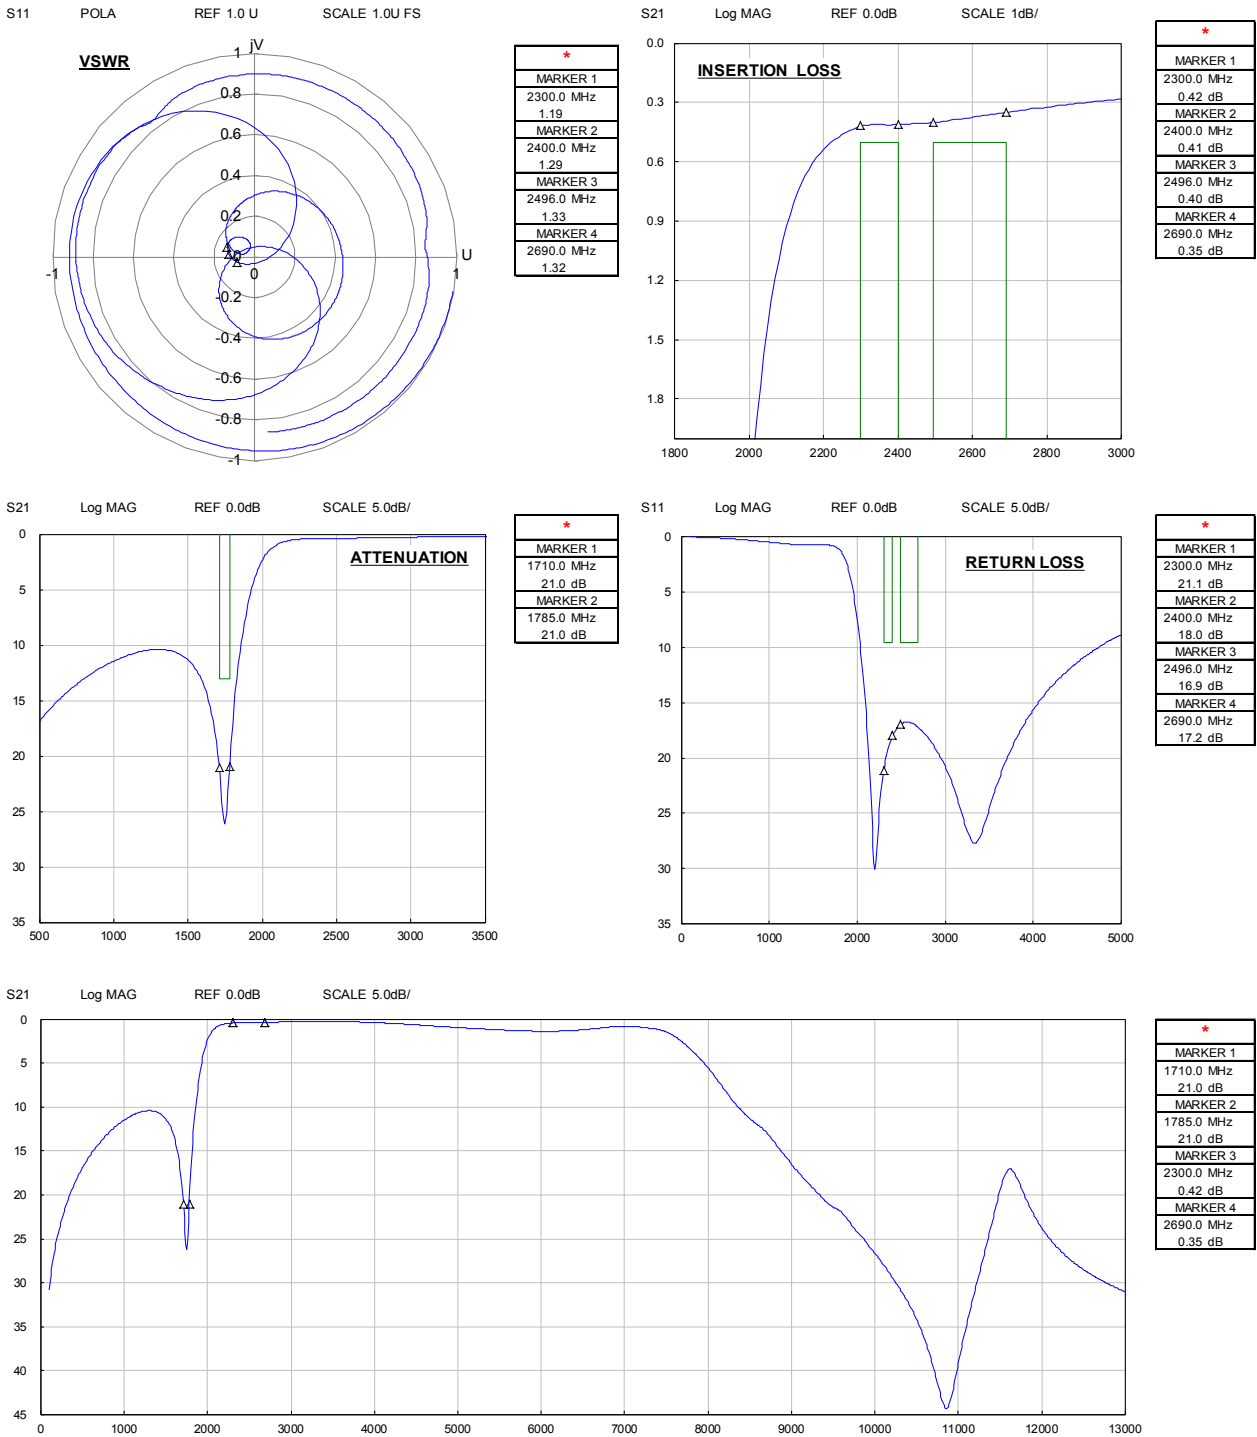 S11 POLA REF 1.0 U SCALE 1.0U FS
VSWR
jV
1
0.8
0.6
0.4
0.2
0
-0.2
-0.4
-0.6
-0.8
-1
-1 0 1
U
*
MARKER 1
2300.0 MHz
1.19
MARKER 2
2400.0 MHz
1.29
MARKER 3
2496.0 MHz
1.33
MARKER 4
2690.0 MHz
1.32
S21 Log MAG REF 0.0dB SCALE 1dB/
INSERTION LOSS
0.0
0.3
0.6
0.9
1.2
1.5
1.8
1800 2000 2200 2400 2600 2800 3000
*
MARKER 1
2300.0 MHz
0.42 dB
MARKER 2
2400.0 MHz
0.41 dB
MARKER 3
2496.0 MHz
0.40 dB
MARKER 4
2690.0 MHz
0.35 dB
S21 Log MAG REF 0.0dB SCALE 5.0dB/
ATTENUATION
0
5
10
15
20
25
30
35
500 1000 1500 2000 2500 3000 3500
*
MARKER 1
1710.0 MHz
21.0 dB
MARKER 2
1785.0 MHz
21.0 dB
S11 Log MAG REF 0.0dB SCALE 5.0dB/
RETURN LOSS
0
5
10
15
20
25
30
35
0 1000 2000 3000 4000 5000
*
MARKER 1
2300.0 MHz
21.1 dB
MARKER 2
2400.0 MHz
18.0 dB
MARKER 3
2496.0 MHz
16.9 dB
MARKER 4
2690.0 MHz
17.2 dB
S21 Log MAG REF 0.0dB SCALE 5.0dB/
0
5
10
15
20
25
30
35
40
45
0 1000 2000 3000 4000 5000 6000 7000 8000 9000 10000 11000 12000 13000
*
MARKER 1
1710.0 MHz
21.0 dB
MARKER 2
1785.0 MHz
21.0 dB
MARKER 3
2300.0 MHz
0.42 dB
MARKER 4
2690.0 MHz
0.35 dB